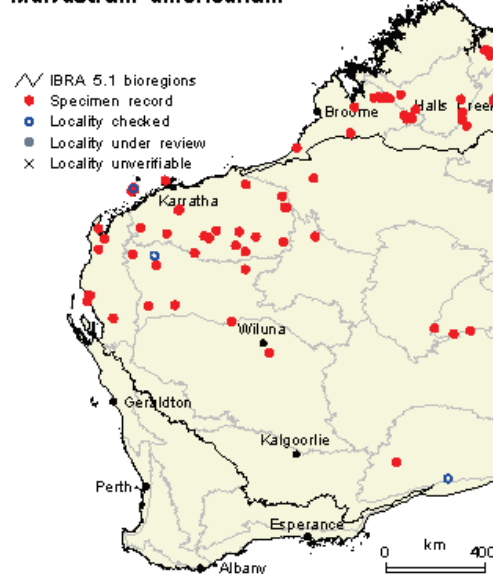 IBRA 5.1 bioregions
Specimen record
Locality checked
Locality under review
Locality unverifiable
Broome
Halls Creek
Karratha
Wiluna
Geraldton
Kalgoorlie
Perth
Esperance
Albany
km
0 400